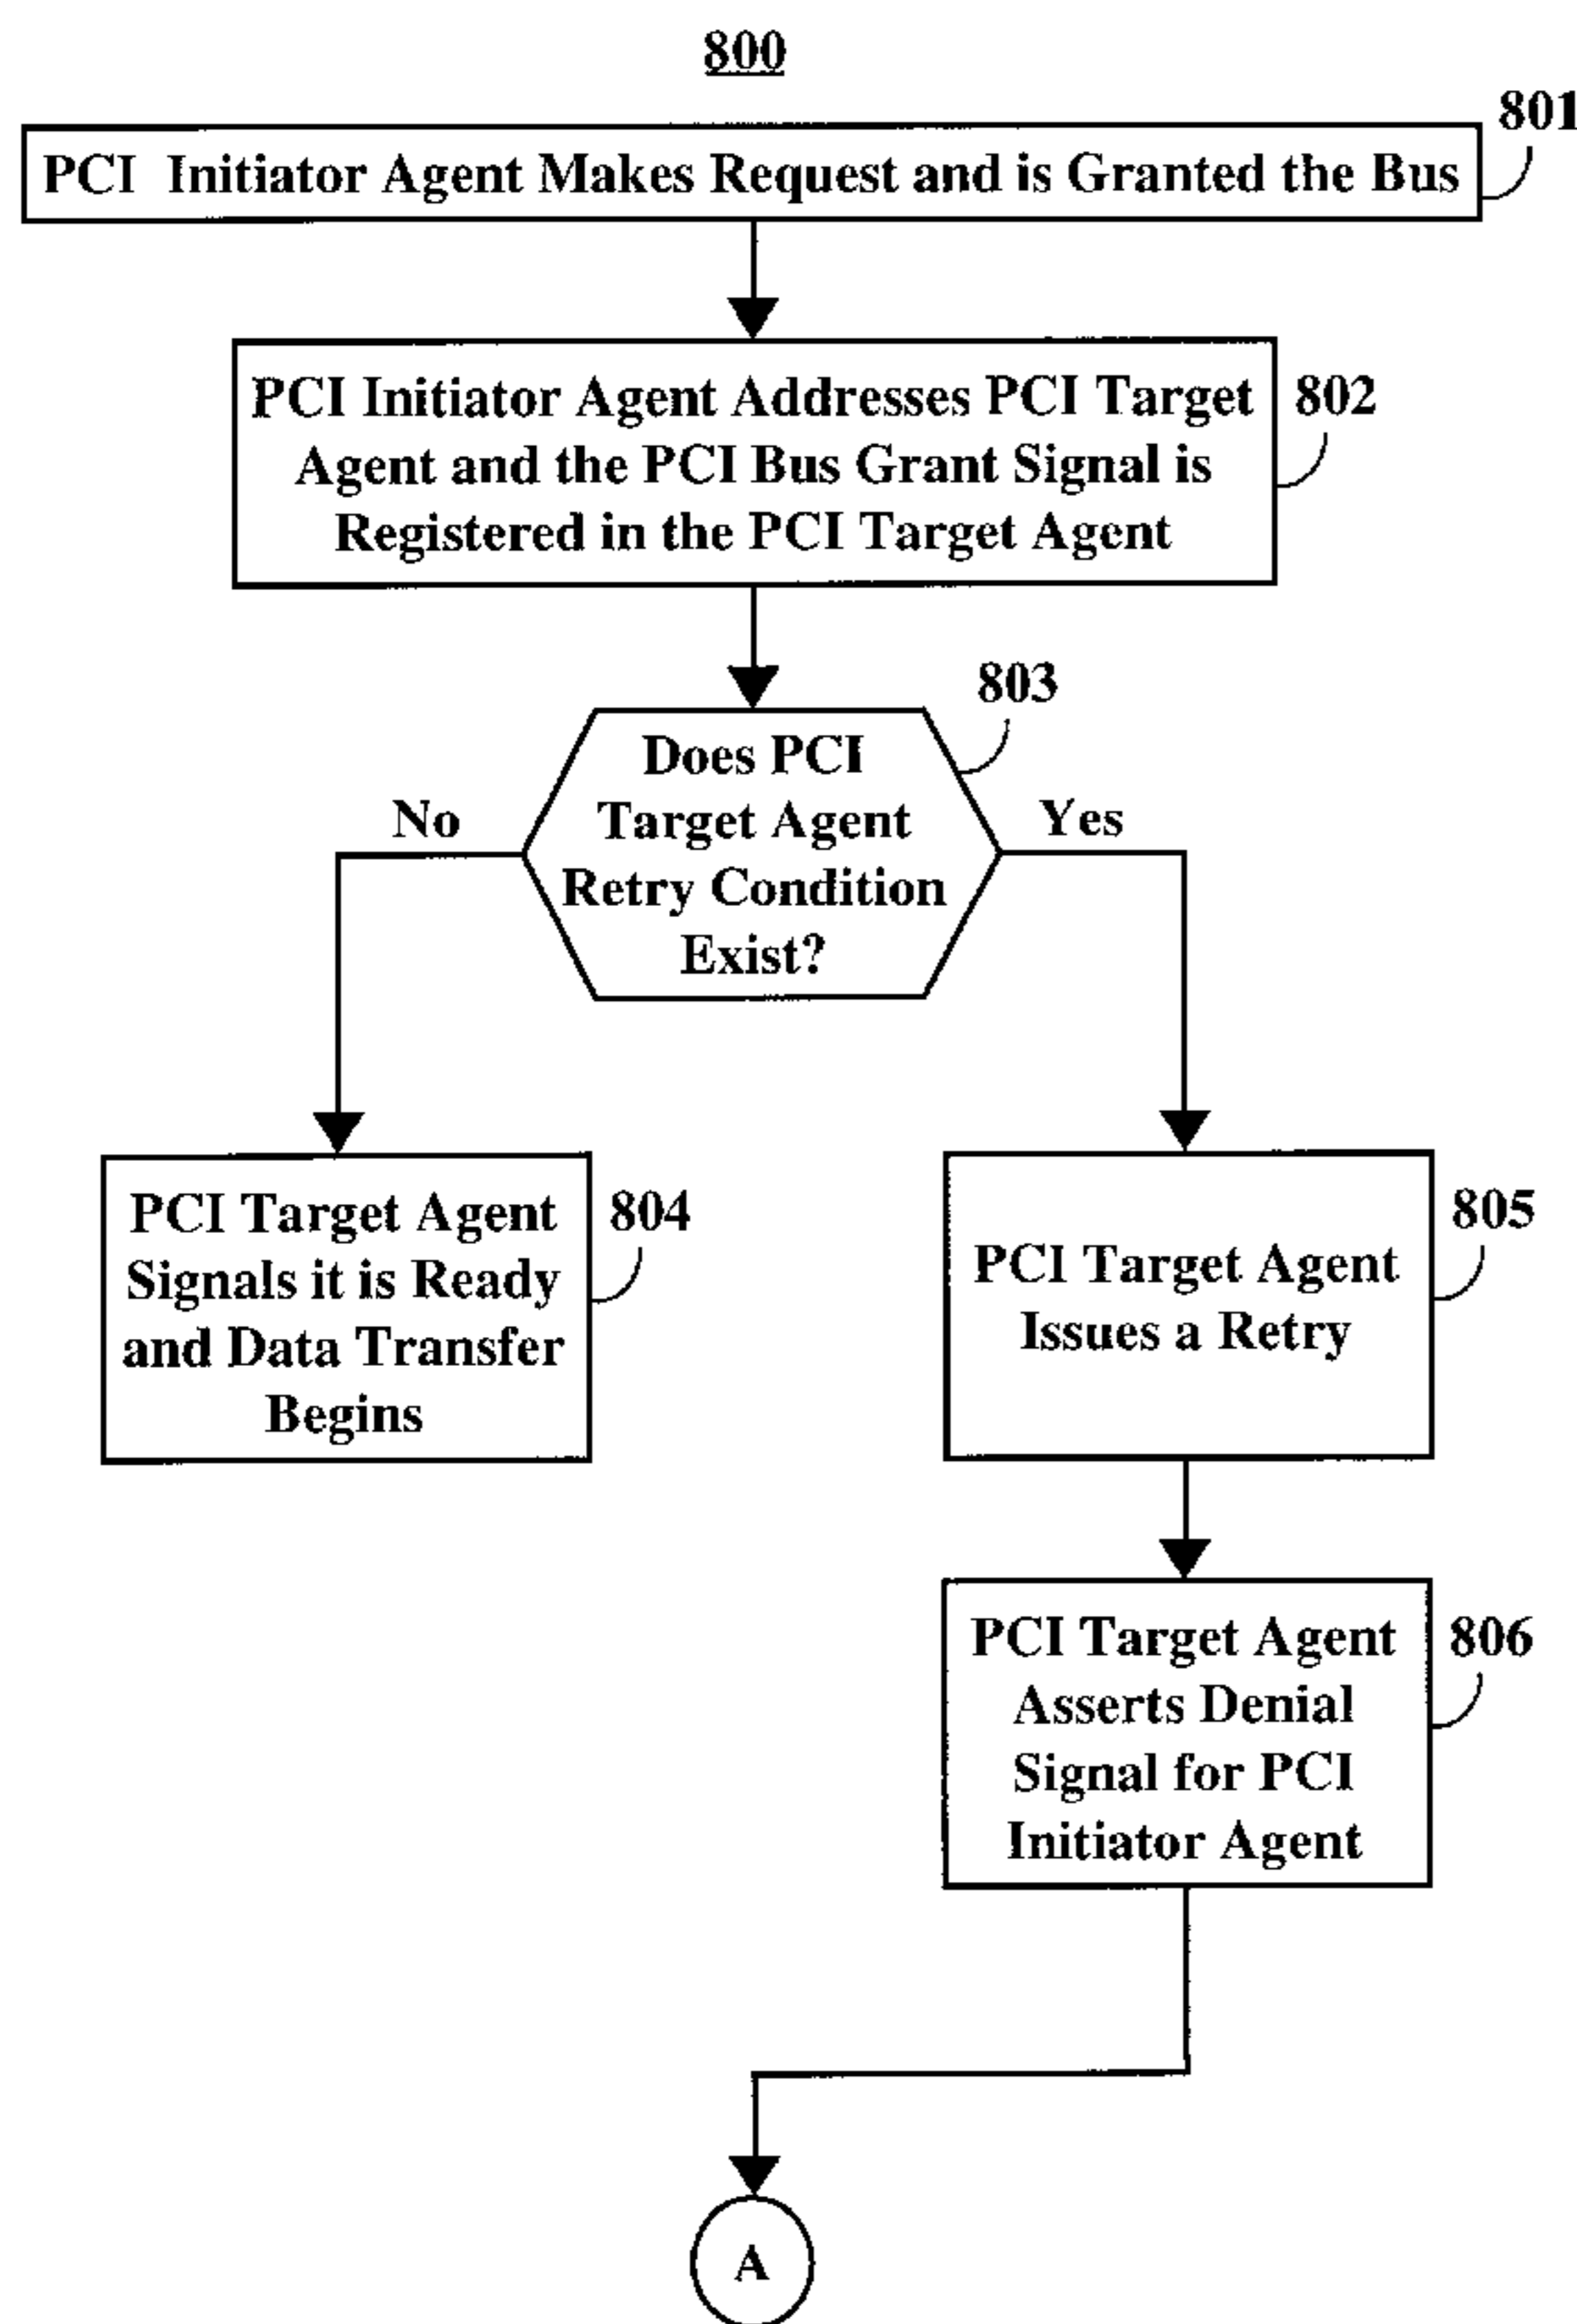 800
801
PCI Initiator Agent Makes Request and is Granted the Bus
PCI Initiator Agent Addresses PCI Target
Agent and the PCI Bus Grant Signal is
Registered in the PCI Target Agent
802
803
Does PCI
Target Agent
Retry Condition
Exist?
No
Yes
PCI Target Agent
Signals it is Ready
and Data Transfer
Begins
804
PCI Target Agent
Issues a Retry
805
PCI Target Agent
Asserts Denial
Signal for PCI
Initiator Agent
806
A